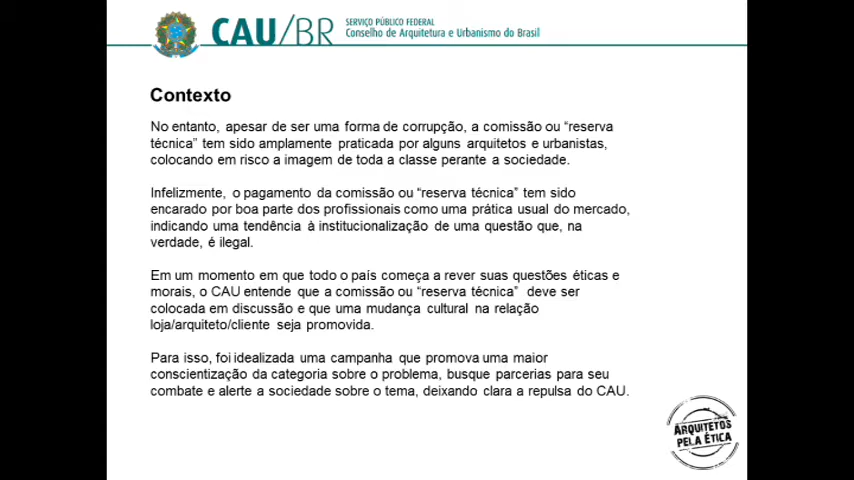 CAU/BR
SERVIÇO PÚBLICO FEDERAL
Conselho de Arquitetura e Urbanismo do Brasil
Contexto
No entanto, apesar de ser uma forma de corrupção, a comissão ou “reserva
técnica” tem sido amplamente praticada por alguns arquitetos e urbanistas,
colocando em risco a imagem de toda a classe perante a sociedade.
Infelizmente, o pagamento da comissão ou “reserva técnica” tem sido
encarado por boa parte dos profissionais como uma prática usual do mercado,
indicando uma tendência à institucionalização de uma questão que, na
verdade, é ilegal.
Em um momento em que todo o país começa a rever suas questões éticas e
morais, o CAU entende que a comissão ou “reserva técnica” deve ser
colocada em discussão e que uma mudança cultural na relação
loja/arquiteto/cliente seja promovida.
Para isso, foi idealizada uma campanha que promova uma maior
conscientização da categoria sobre o problema, busque parcerias para seu
combate e alerte a sociedade sobre o tema, deixando clara a repulsa do CAU.
ARQUITETOS
PELA ÉTICA